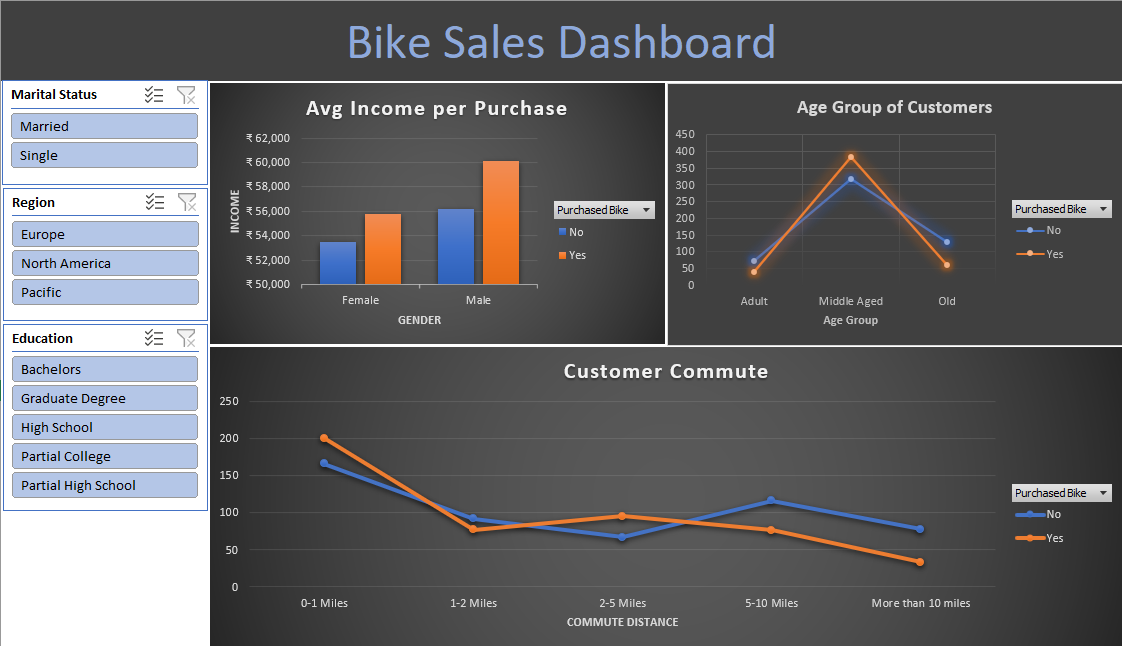 Bike Sales Dashboard
Marital Status
Married
Single
Region
Europe
North America
Pacific
Education
Bachelors
Graduate Degree
High School
Partial College
Partial High School
Avg Income per Purchase
₹ 62,000
₹ 60,000
₹ 58,000
₹ 56,000
₹ 54,000
₹ 52,000
₹ 50,000
INCOME
Female Male
GENDER
Purchased Bike
No
Yes
Age Group of Customers
450
400
350
300
250
200
150
100
50
0
Adult Middle Aged Old
Age Group
Purchased Bike
No
Yes
Customer Commute
250
200
150
100
50
0
0-1 Miles 1-2 Miles 2-5 Miles 5-10 Miles More than 10 miles
COMMUTE DISTANCE
Purchased Bike
No
Yes